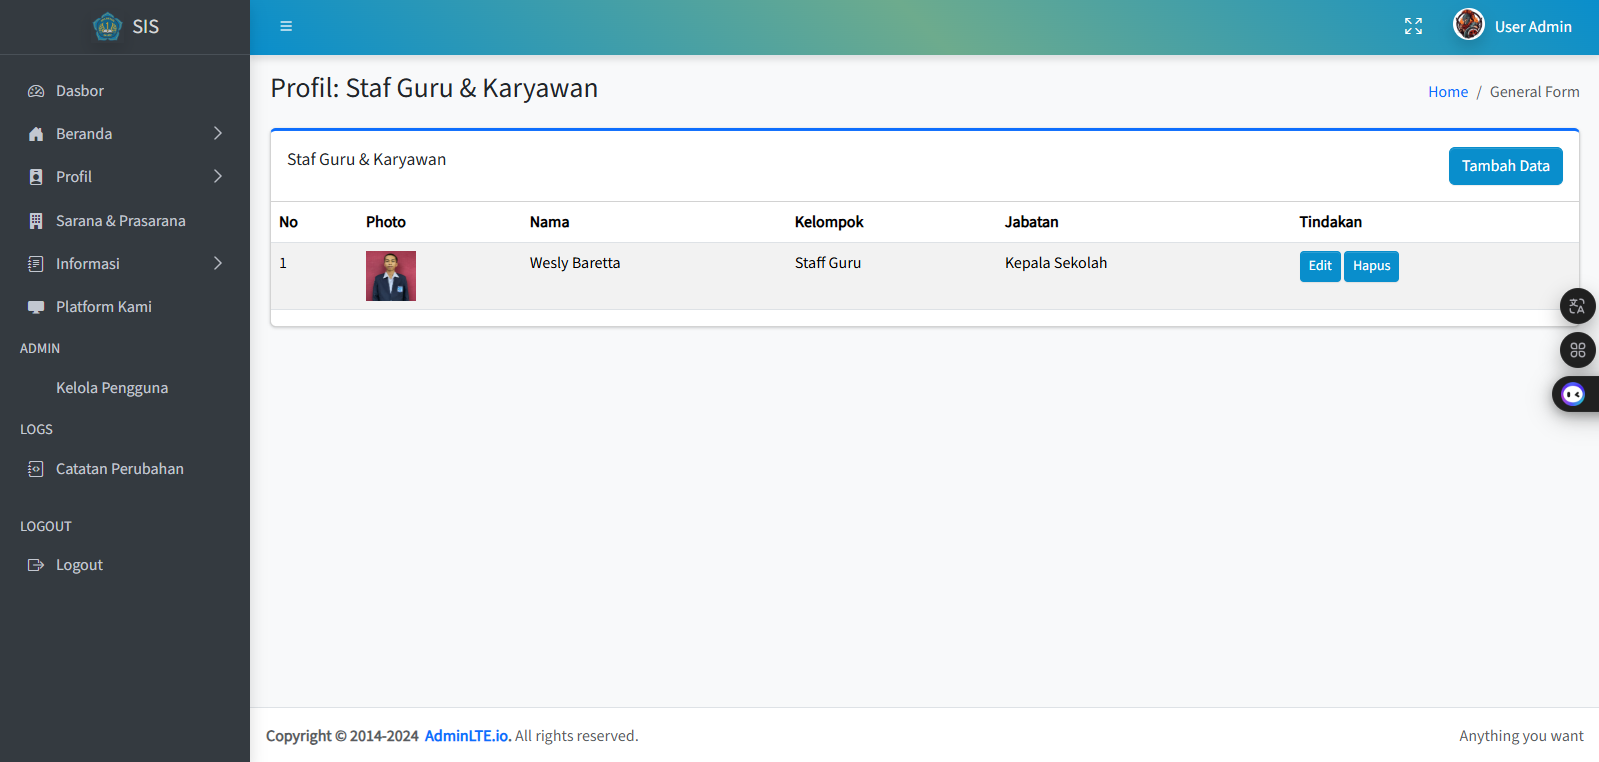 SIS
User Admin
Dasbor
Beranda
Profil
Sarana & Prasarana
Informasi
Platform Kami
ADMIN
Kelola Pengguna
LOGS
Catatan Perubahan
LOGOUT
Logout
Profil: Staf Guru & Karyawan
Home / General Form
Staf Guru & Karyawan
Tambah Data
No Photo Nama Kelompok Jabatan Tindakan
1 Wesly Baretta Staff Guru Kepala Sekolah Edit Hapus
Copyright © 2014-2024 AdminLTE.io. All rights reserved.
Anything you want